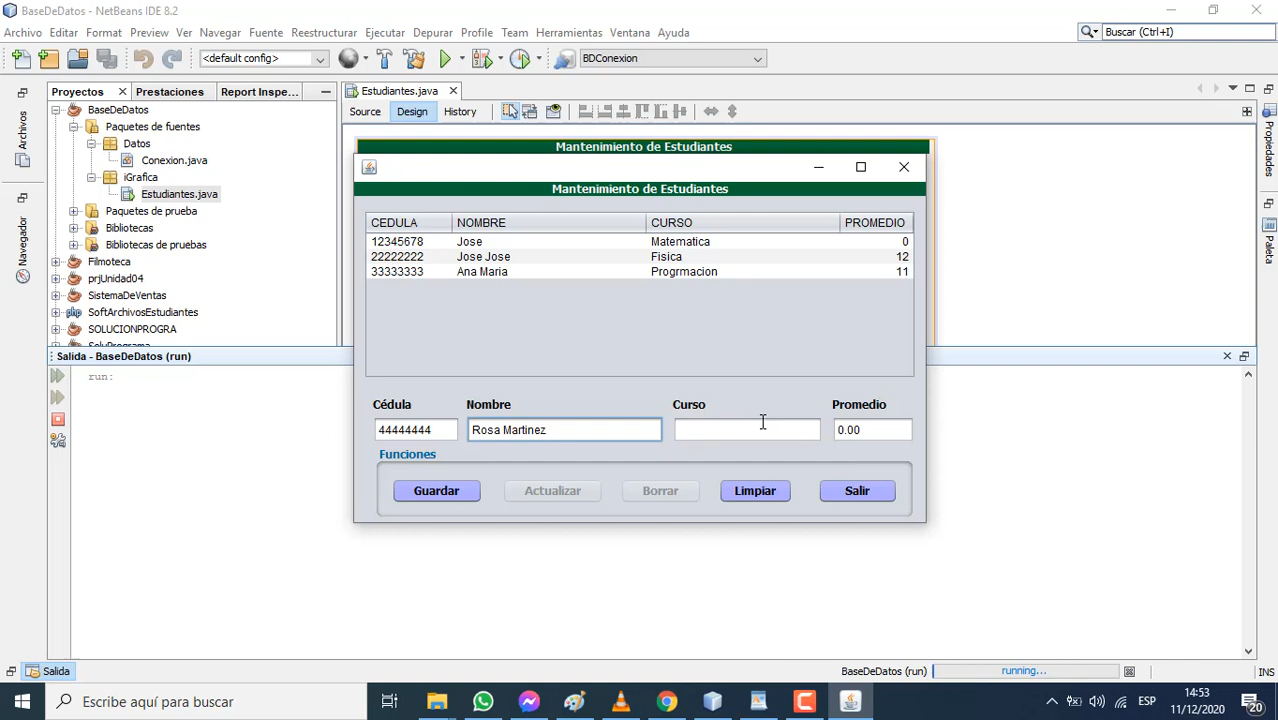 BaseDeDatos - NetBeans IDE 8.2
Archivo Editar Format Preview Ver Navegar Fuente Reestructurar Ejecutar Depurar Profile Team Herramientas Ventana Ayuda
Buscar (Ctrl+I)
<default config>
BDConexion
Proyectos Prestaciones Report Inspe...
Estudiantes.java
Source Design History
Archivos
Navegador
Propiedades
Paleta
BaseDeDatos
Paquetes de fuentes
Datos
Conexion.java
iGrafica
Estudiantes.java
Paquetes de prueba
Bibliotecas
Bibliotecas de pruebas
Filmoteca
prjUnidad04
SistemaDeVentas
SoftArchivosEstudiantes
SOLUCIONPROGRA
SoluPrograma
Mantenimiento de Estudiantes
Mantenimiento de Estudiantes
CEDULA NOMBRE CURSO PROMEDIO
12345678 Jose Matematica 0
22222222 Jose Jose Fisica 12
33333333 Ana Maria Progrmacion 11
Cédula Nombre Curso Promedio
44444444 Rosa Martinez 0.00
Funciones
Guardar Actualizar Borrar Limpiar Salir
Salida - BaseDeDatos (run)
run:
Salida
BaseDeDatos (run) running... INS
Escribe aquí para buscar
ESP
14:53
11/12/2020
20